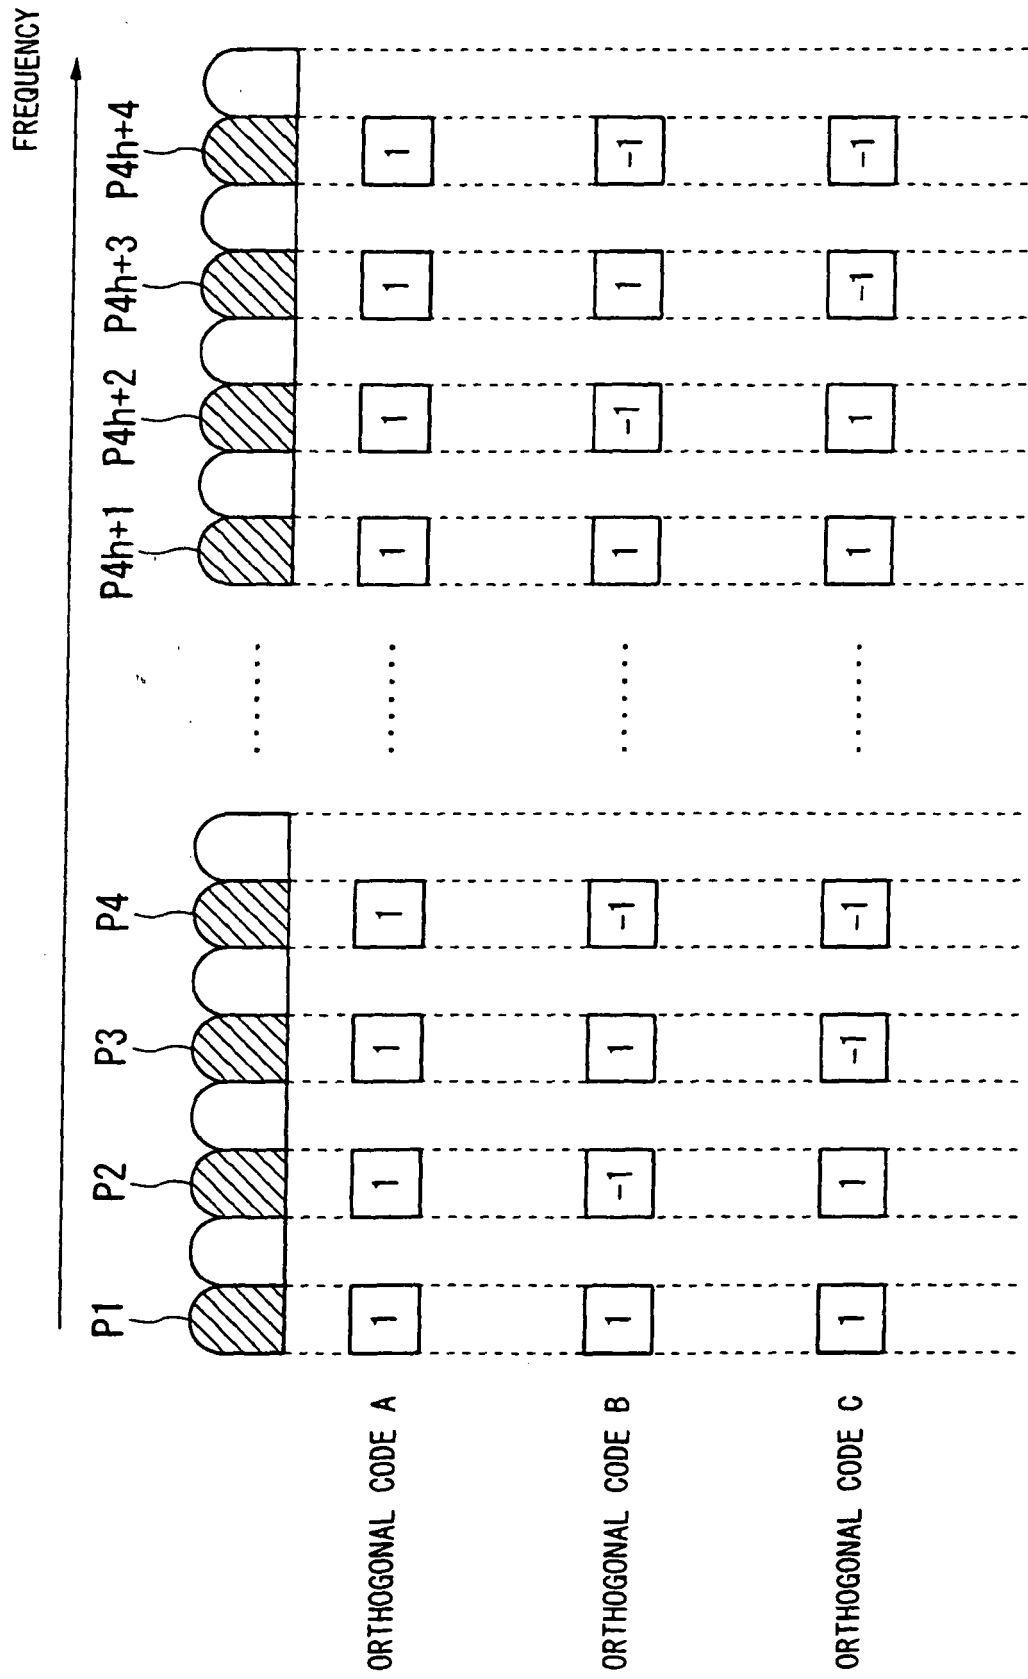 FREQUENCY
P1 P2 P3 P4 P4h+1 P4h+2 P4h+3 P4h+4
......
ORTHOGONAL CODE A 1 1 1 1 ...... 1 1 1 1
ORTHOGONAL CODE B 1 -1 1 -1 ...... 1 -1 1 -1
ORTHOGONAL CODE C 1 1 -1 -1 ...... 1 1 -1 -1